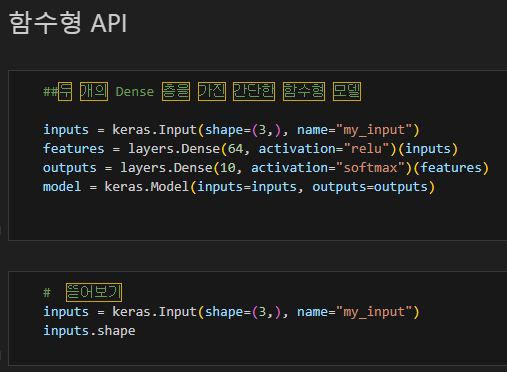 함수형 API
##두 개의 Dense 층을 가진 간단한 함수형 모델
inputs = keras.Input(shape=(3,), name="my_input")
features = layers.Dense(64, activation="relu")(inputs)
outputs = layers.Dense(10, activation="softmax")(features)
model = keras.Model(inputs=inputs, outputs=outputs)
#  뜯어보기
inputs = keras.Input(shape=(3,), name="my_input")
inputs.shape